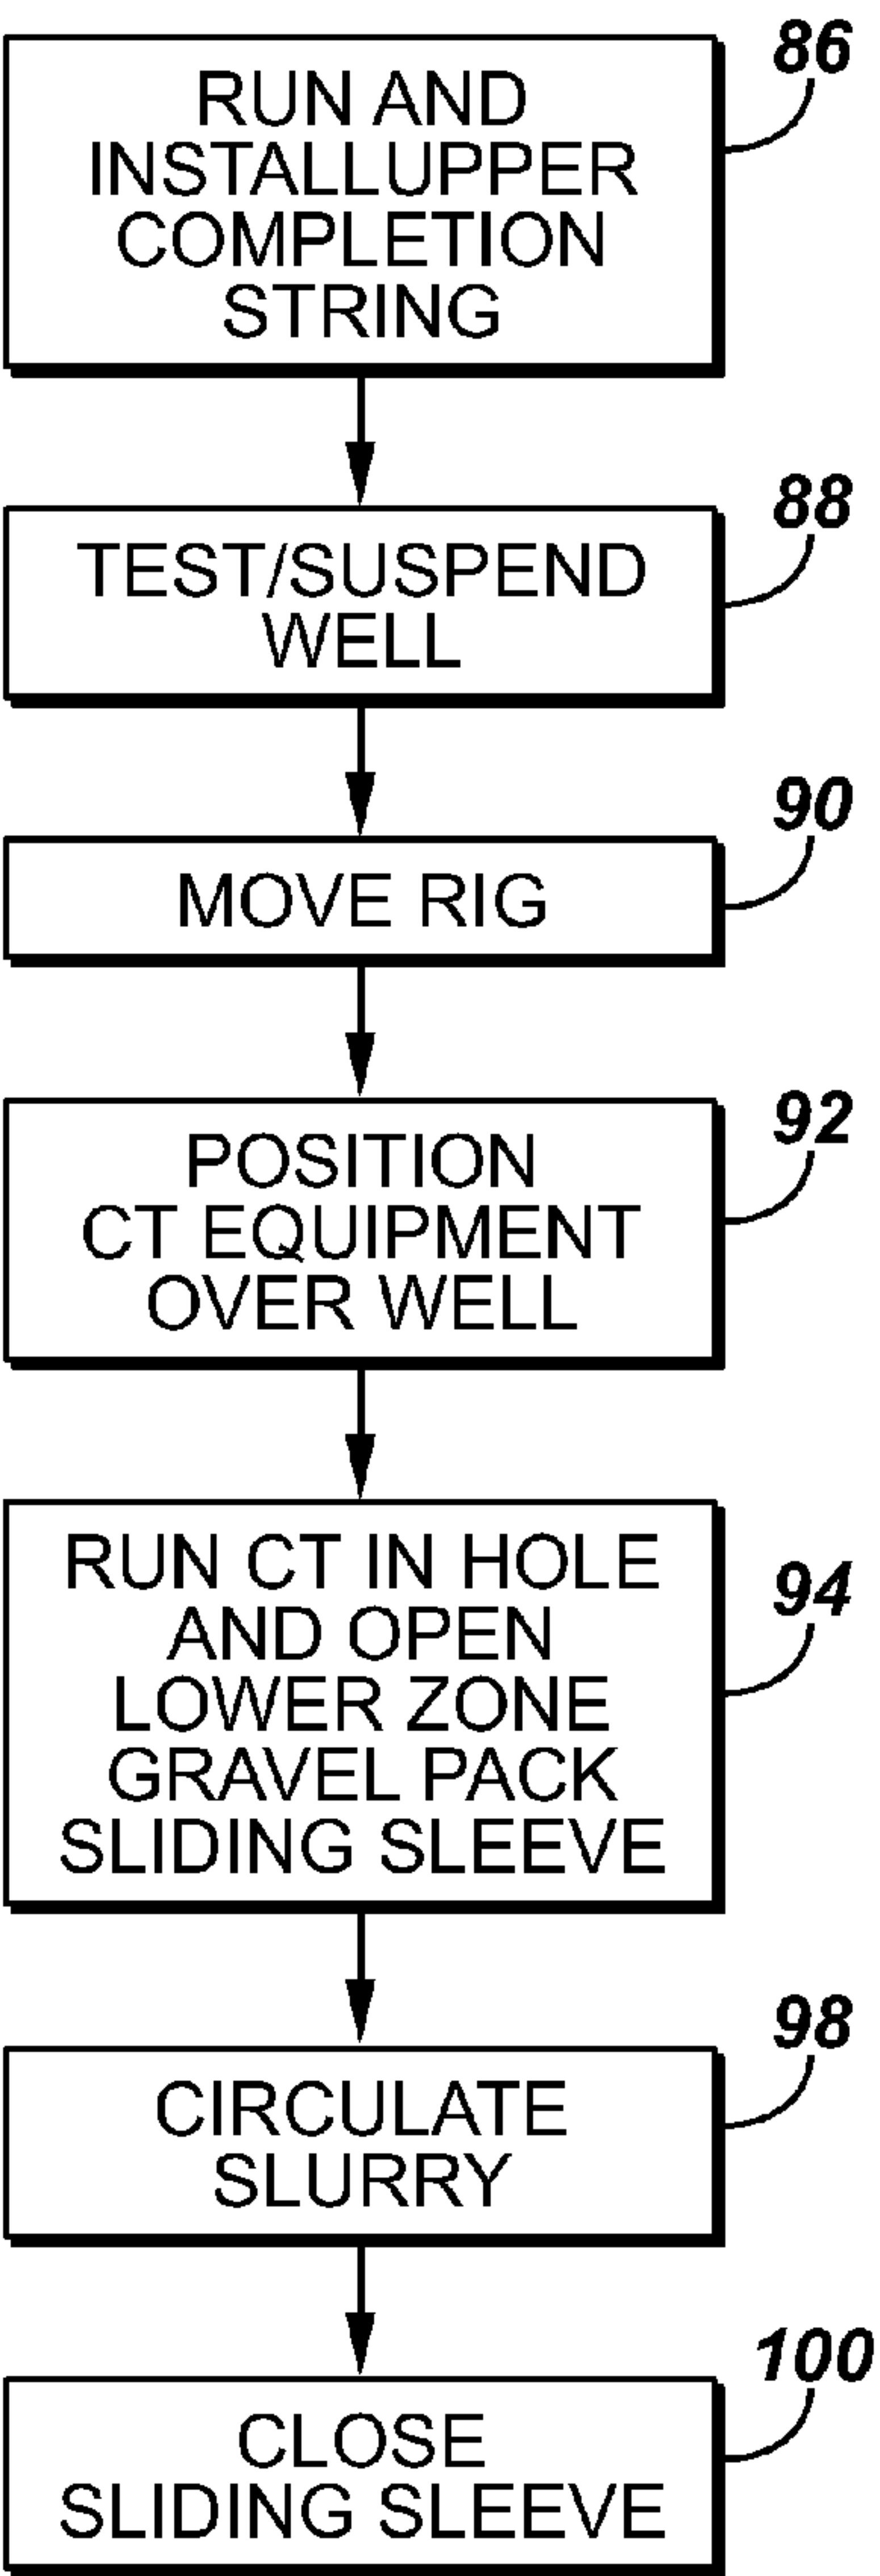 86
RUN AND
INSTALLUPPER
COMPLETION
STRING
88
TEST/SUSPEND
WELL
90
MOVE RIG
92
POSITION
CT EQUIPMENT
OVER WELL
94
RUN CT IN HOLE
AND OPEN
LOWER ZONE
GRAVEL PACK
SLIDING SLEEVE
98
CIRCULATE
SLURRY
100
CLOSE
SLIDING SLEEVE